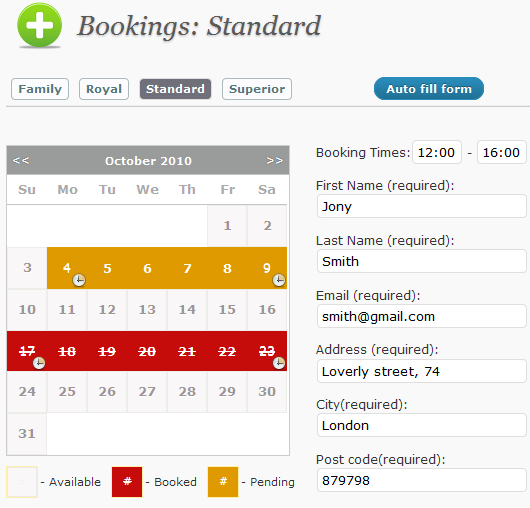 Bookings: Standard
Family Royal Standard Superior Auto fill form
<< October 2010 >>
Su Mo Tu We Th Fr Sa
1 2
3 4 5 6 7 8 9
10 11 12 13 14 15 16
17 18 19 20 21 22 23
24 25 26 27 28 29 30
31
- Available # - Booked # - Pending
Booking Times: 12:00 - 16:00
First Name (required):
Jony
Last Name (required):
Smith
Email (required):
smith@gmail.com
Address (required):
Loverly street, 74
City(required):
London
Post code(required):
879798